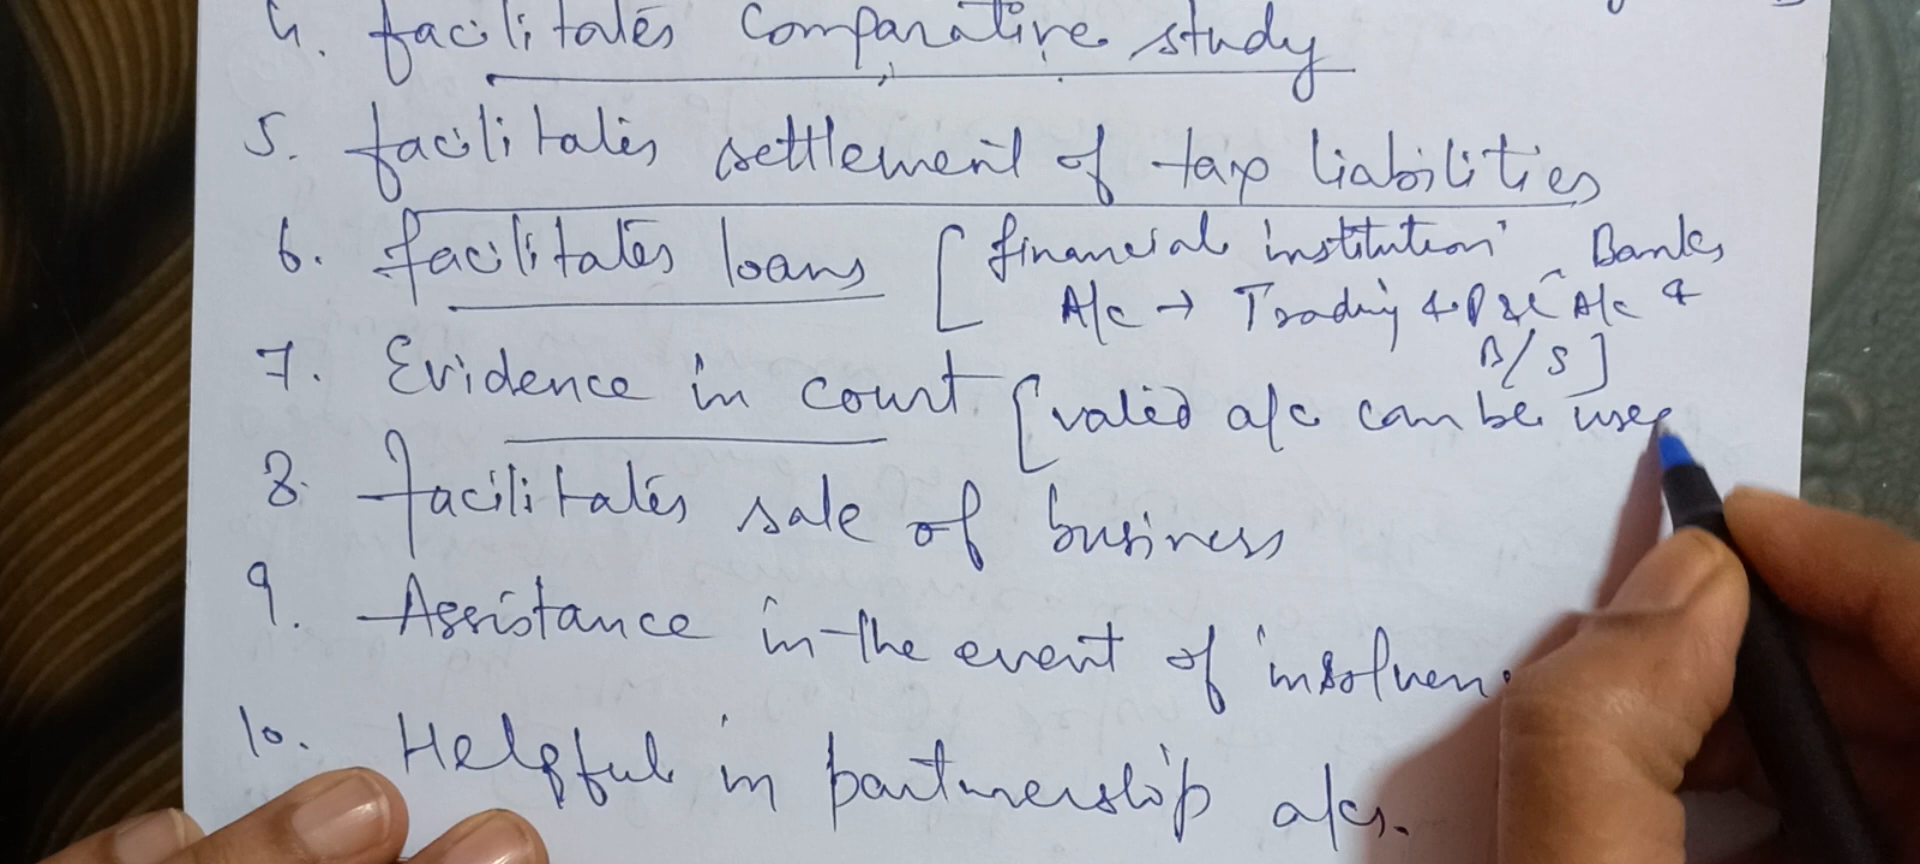 4. facilitates comparative study
5. facilitates settlement of tax liabilities
6. facilitates loans [ financial institution Banks
A/c → Trading & P & L A/c &
B/S ]
7. Evidence in court [ valid a/c can be use
8. facilitates sale of business
9. Assistance in the event of insolven
10. Helpful in partnership a/cs.